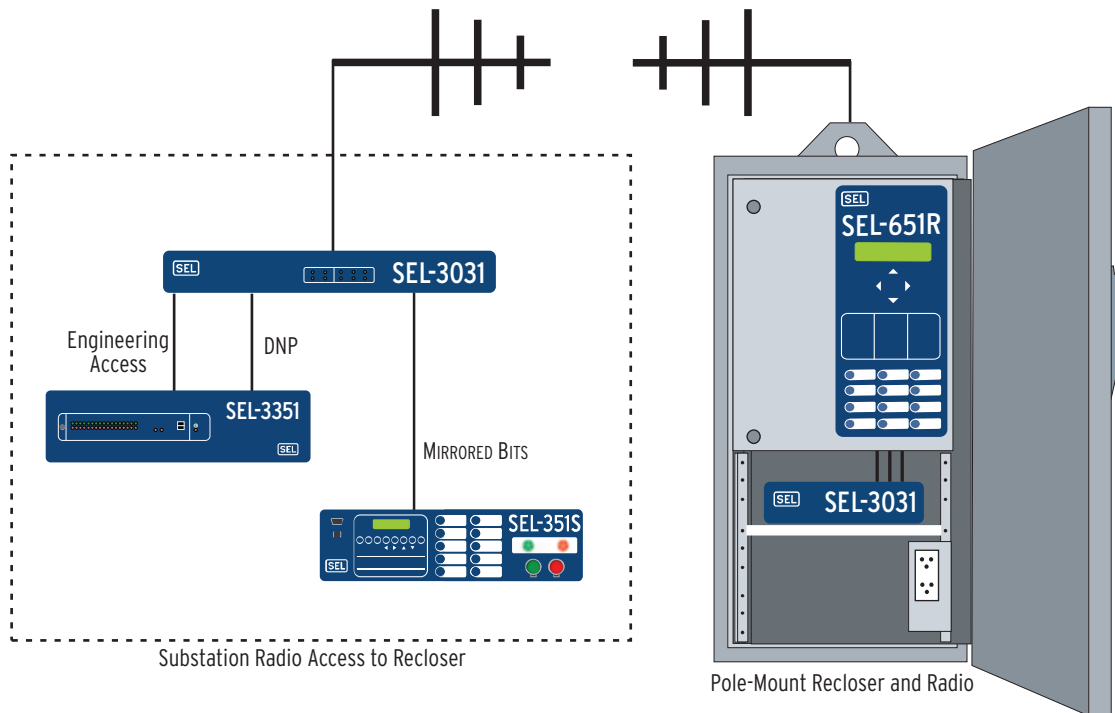 SEL
SEL-3031
Engineering
Access
DNP
SEL-3351
SEL
MIRRORED BITS
SEL-351S
SEL
Substation Radio Access to Recloser
SEL
SEL-651R
SEL
SEL-3031
Pole-Mount Recloser and Radio